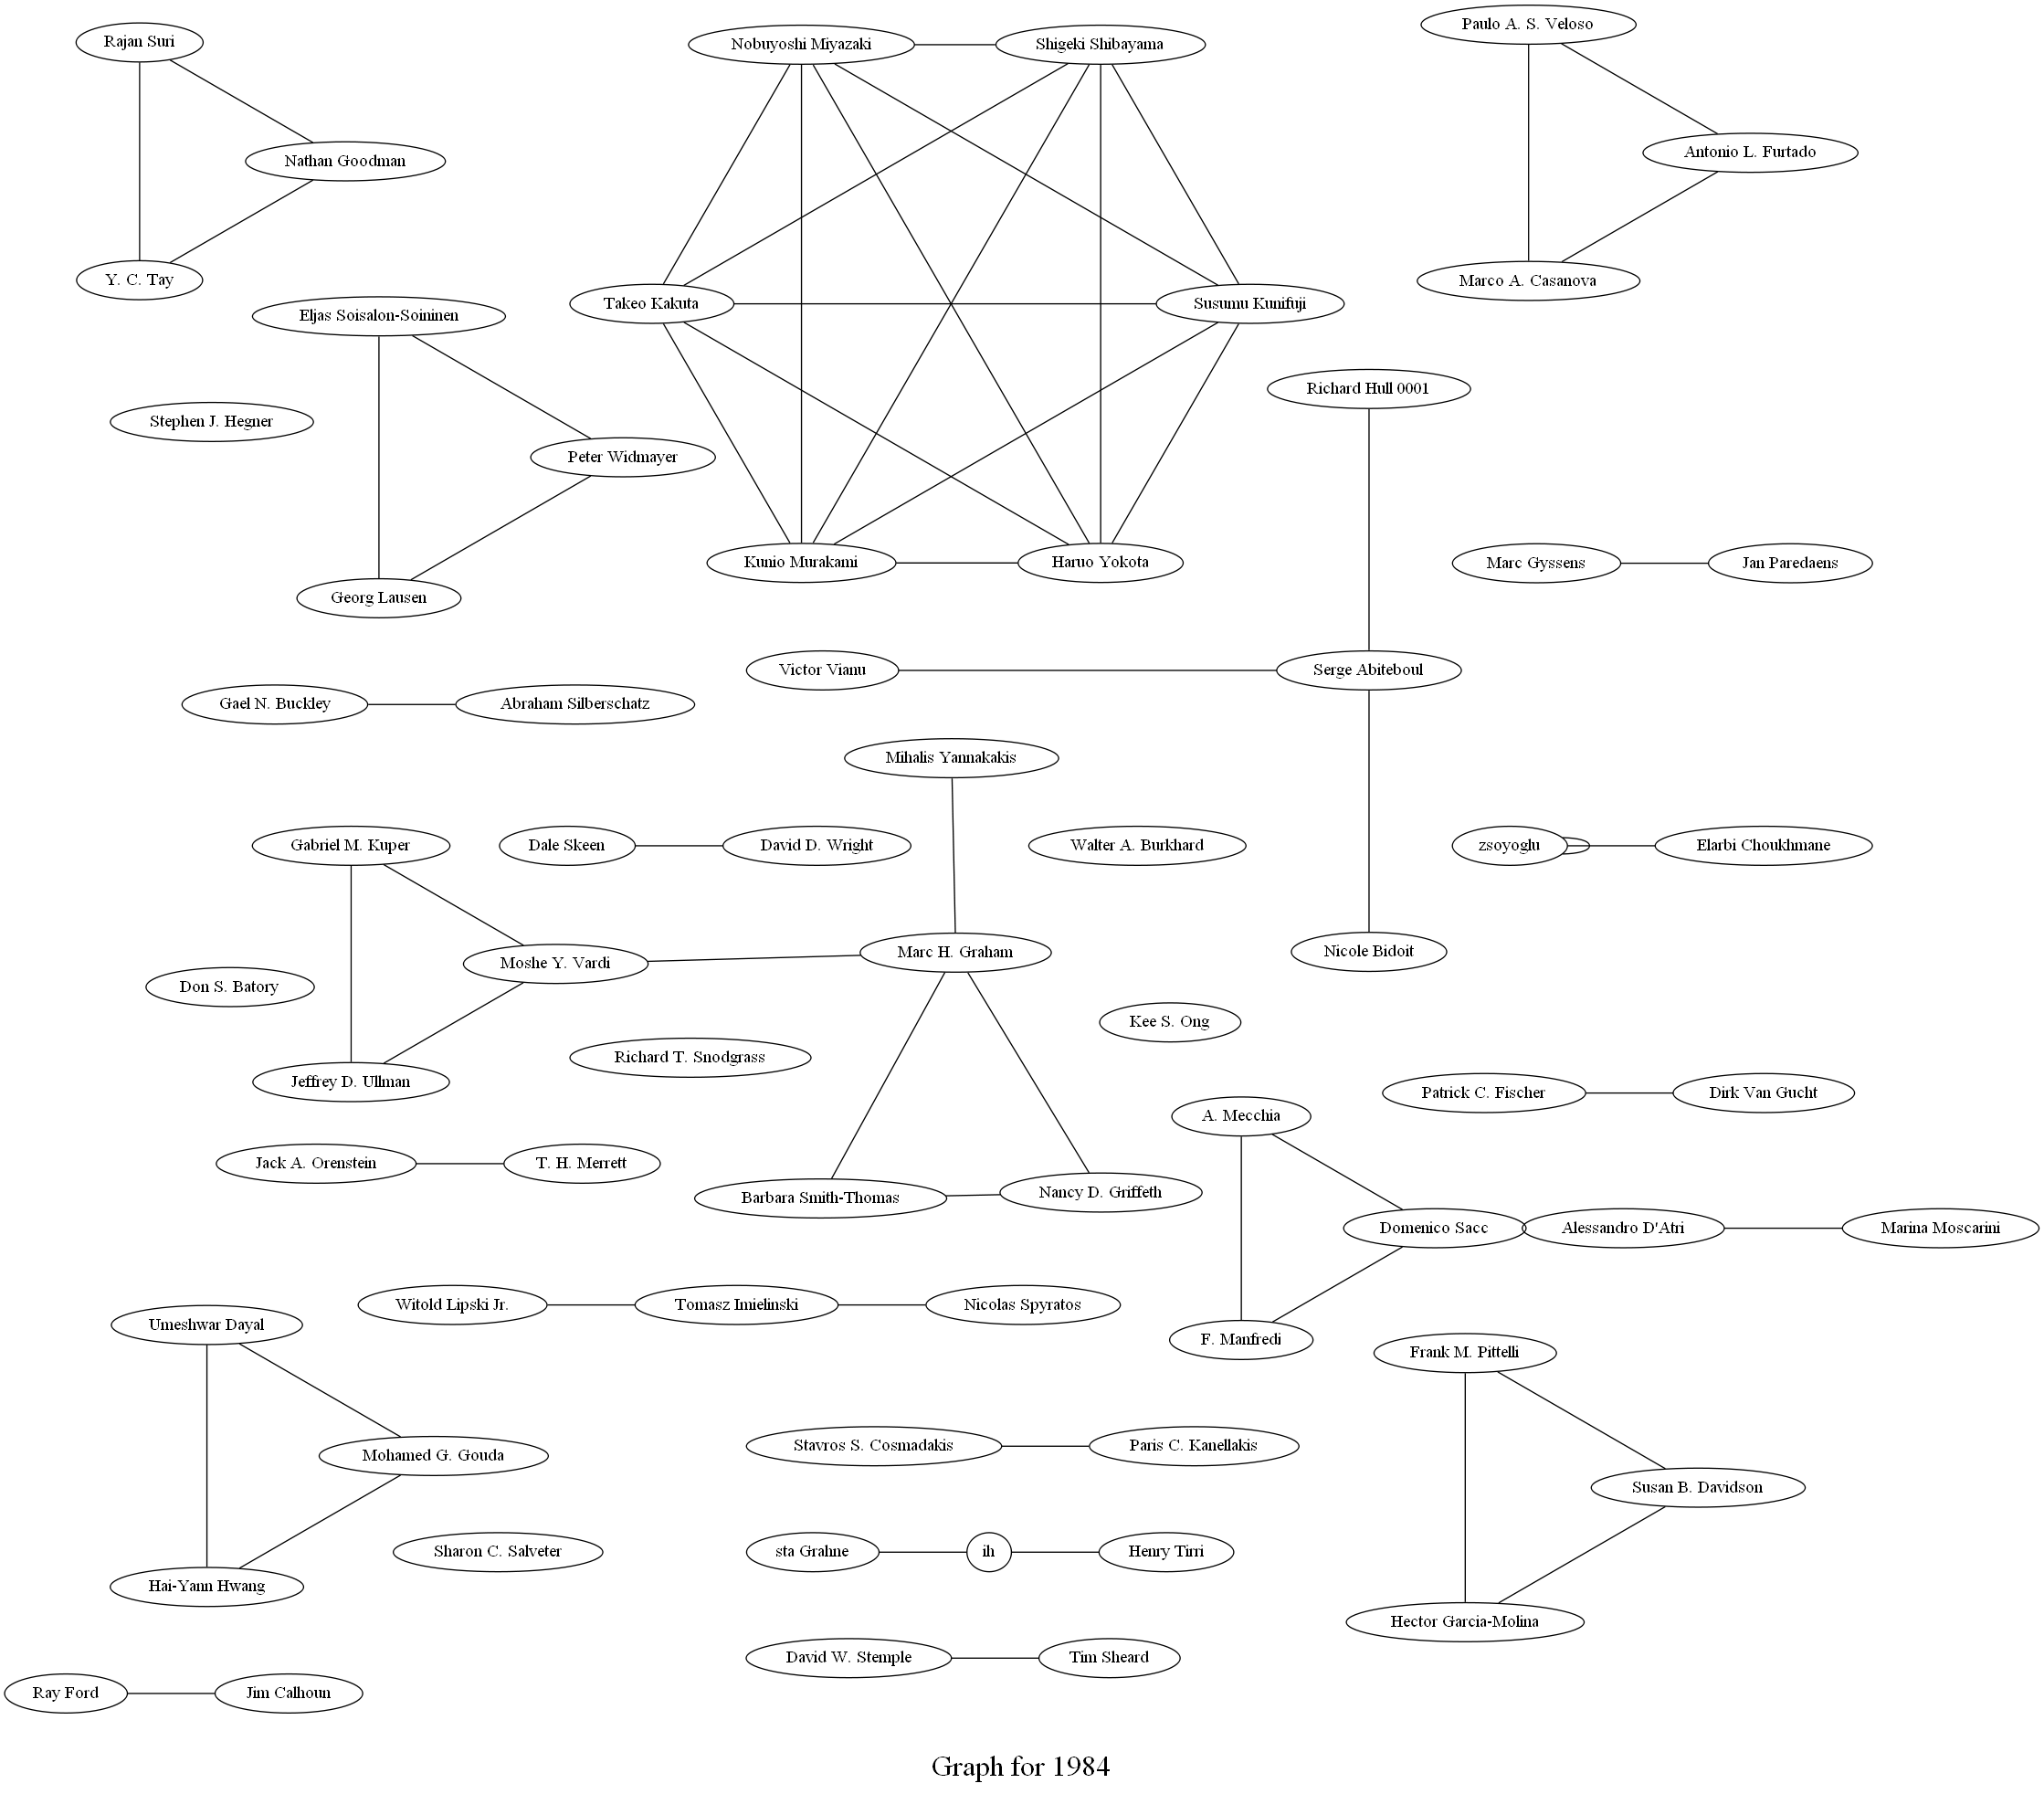 Paulo A. S. Veloso
Rajan Suri
Nobuyoshi Miyazaki
Shigeki Shibayama
Antonio L. Furtado
Nathan Goodman
Y. C. Tay
Marco A. Casanova
Takeo Kakuta
Susumu Kunifuji
Eljas Soisalon-Soininen
Richard Hull 0001
Stephen J. Hegner
Peter Widmayer
Kunio Murakami
Haruo Yokota
Marc Gyssens
Jan Paredaens
Georg Lausen
Victor Vianu
Serge Abiteboul
Gael N. Buckley
Abraham Silberschatz
Mihalis Yannakakis
Gabriel M. Kuper
Dale Skeen
David D. Wright
Walter A. Burkhard
zsoyoglu
Elarbi Choukhmane
Marc H. Graham
Nicole Bidoit
Moshe Y. Vardi
Don S. Batory
Kee S. Ong
Richard T. Snodgrass
Jeffrey D. Ullman
Patrick C. Fischer
Dirk Van Gucht
A. Mecchia
Jack A. Orenstein
T. H. Merrett
Barbara Smith-Thomas
Nancy D. Griffeth
Domenico Sacc
Alessandro D'Atri
Marina Moscarini
Witold Lipski Jr.
Tomasz Imielinski
Nicolas Spyratos
Umeshwar Dayal
F. Manfredi
Frank M. Pittelli
Mohamed G. Gouda
Stavros S. Cosmadakis
Paris C. Kanellakis
Susan B. Davidson
Sharon C. Salveter
sta Grahne
ih
Henry Tirri
Hai-Yann Hwang
Hector Garcia-Molina
David W. Stemple
Tim Sheard
Ray Ford
Jim Calhoun
Graph for 1984